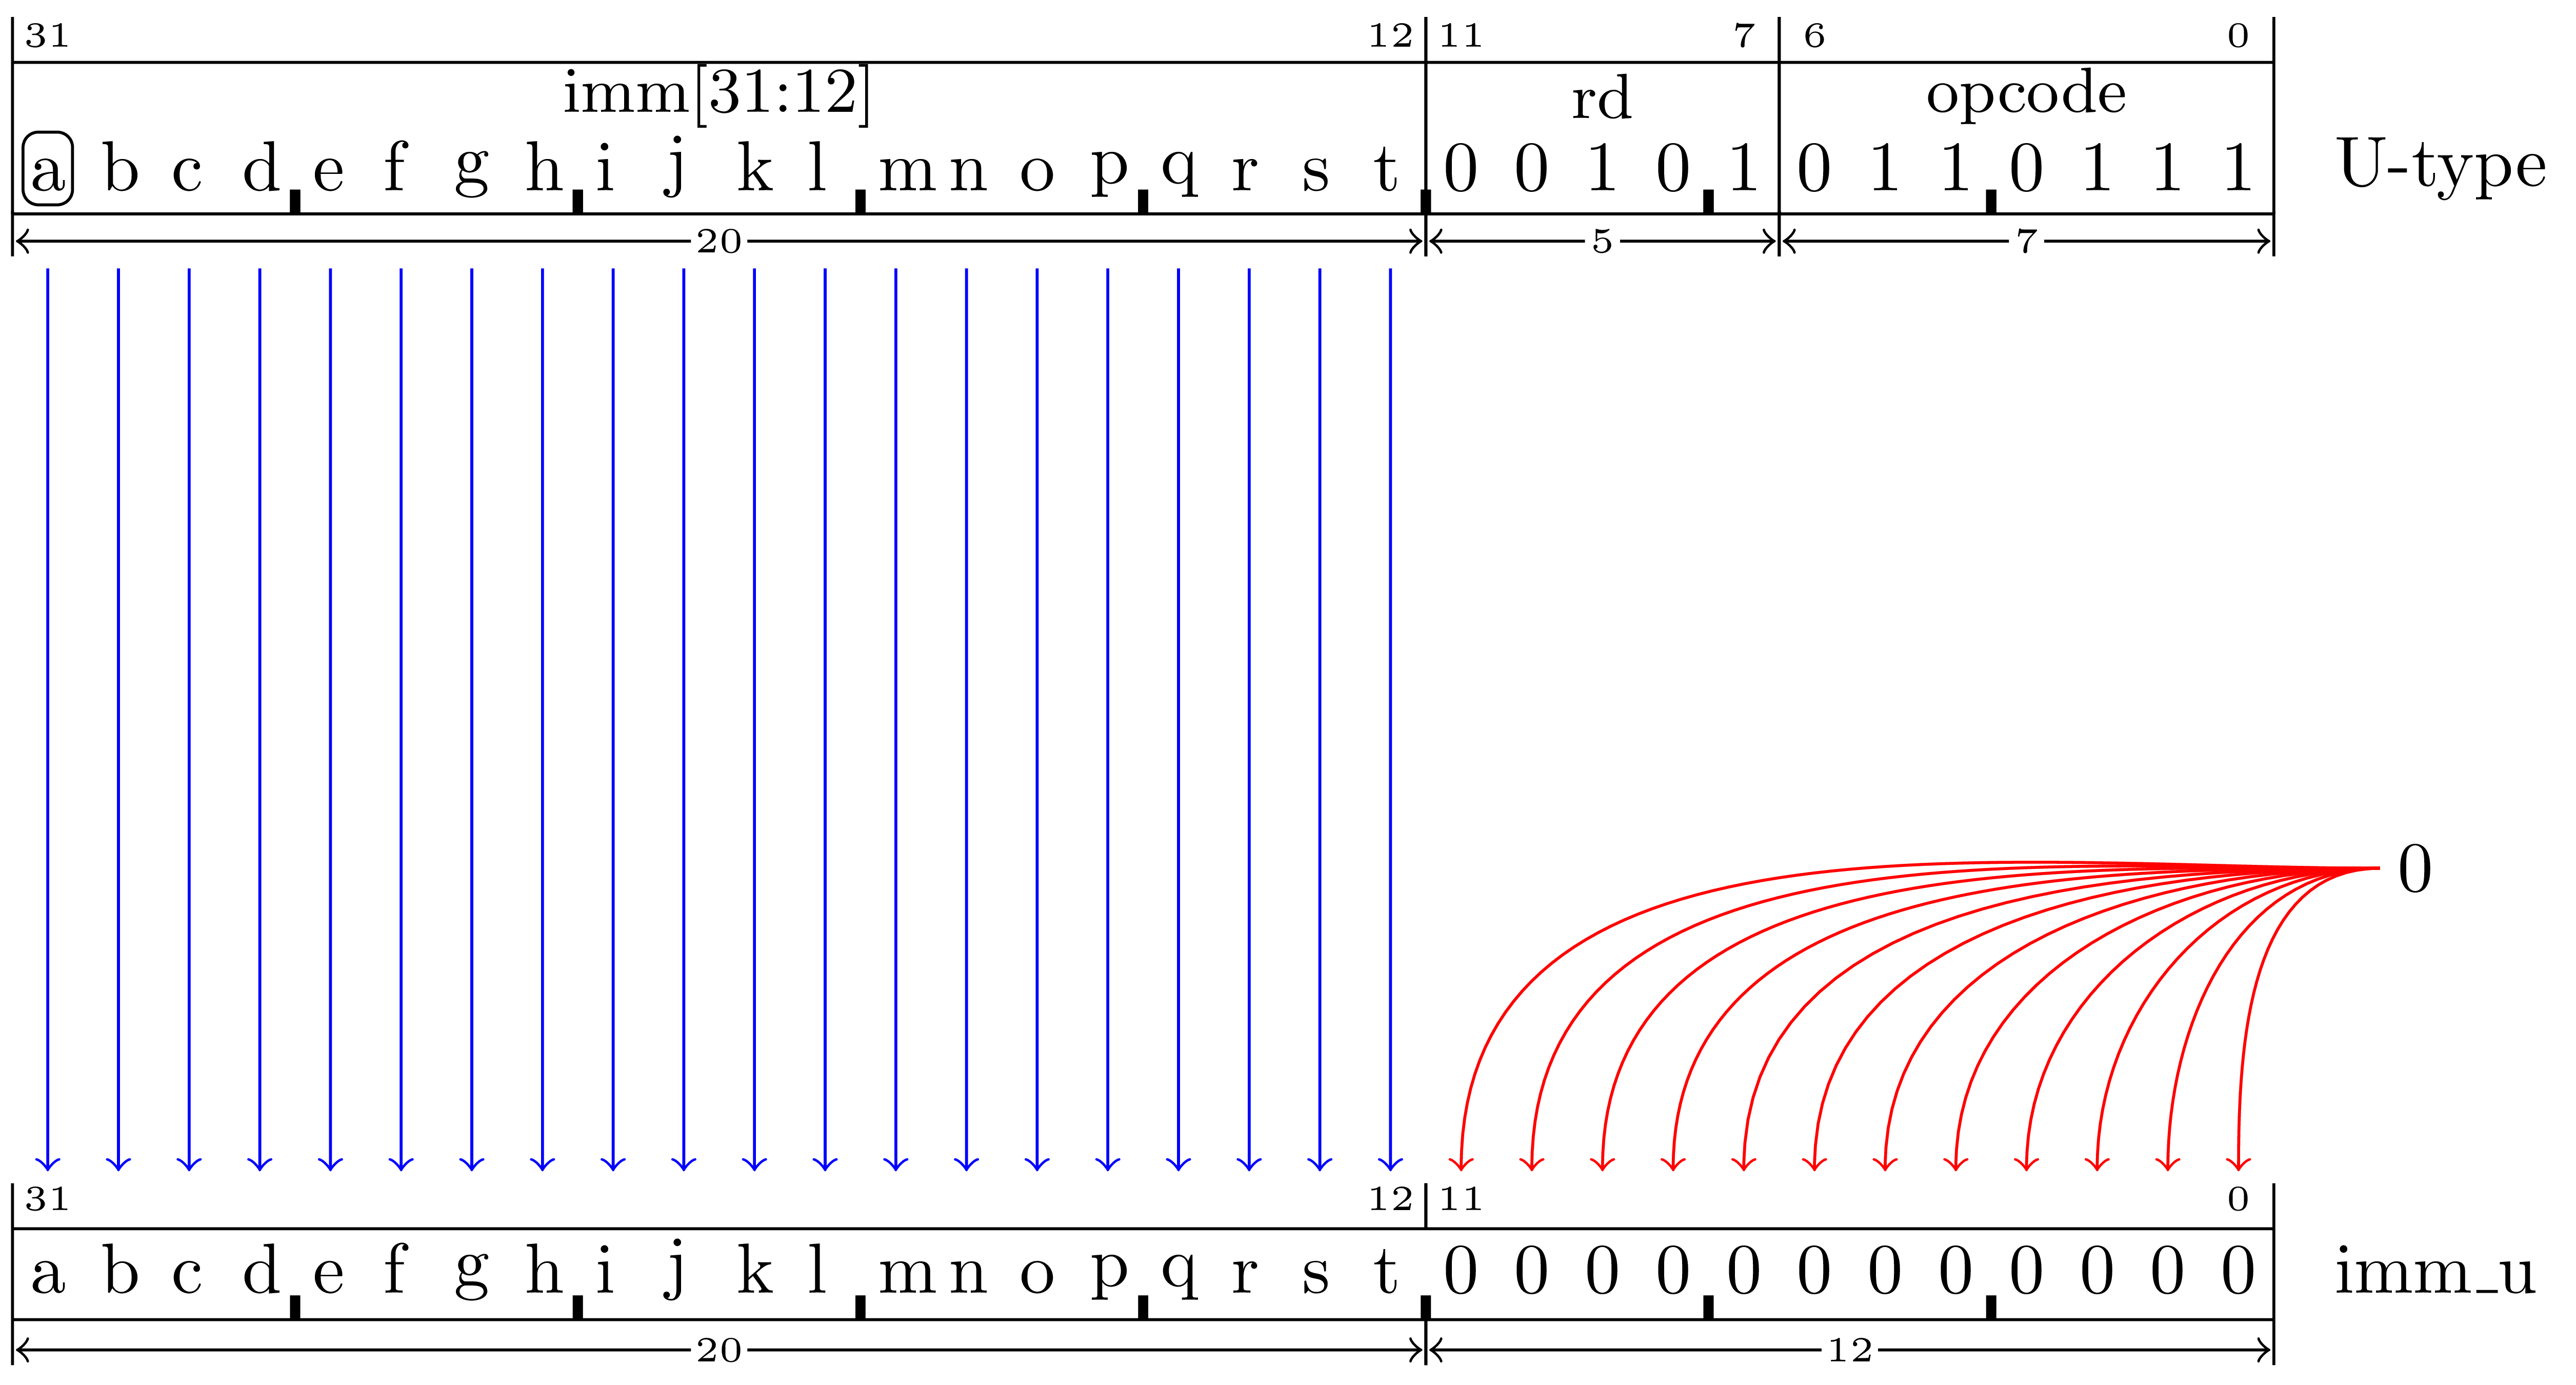 31 12 11 7 6 0
imm[31:12] rd opcode
a b c d e f g h i j k l m n o p q r s t 0 0 1 0 1 0 1 1 0 1 1 1 U-type
20 5 7
0
31 12 11 0
a b c d e f g h i j k l m n o p q r s t 0 0 0 0 0 0 0 0 0 0 0 0 imm_u
20 12